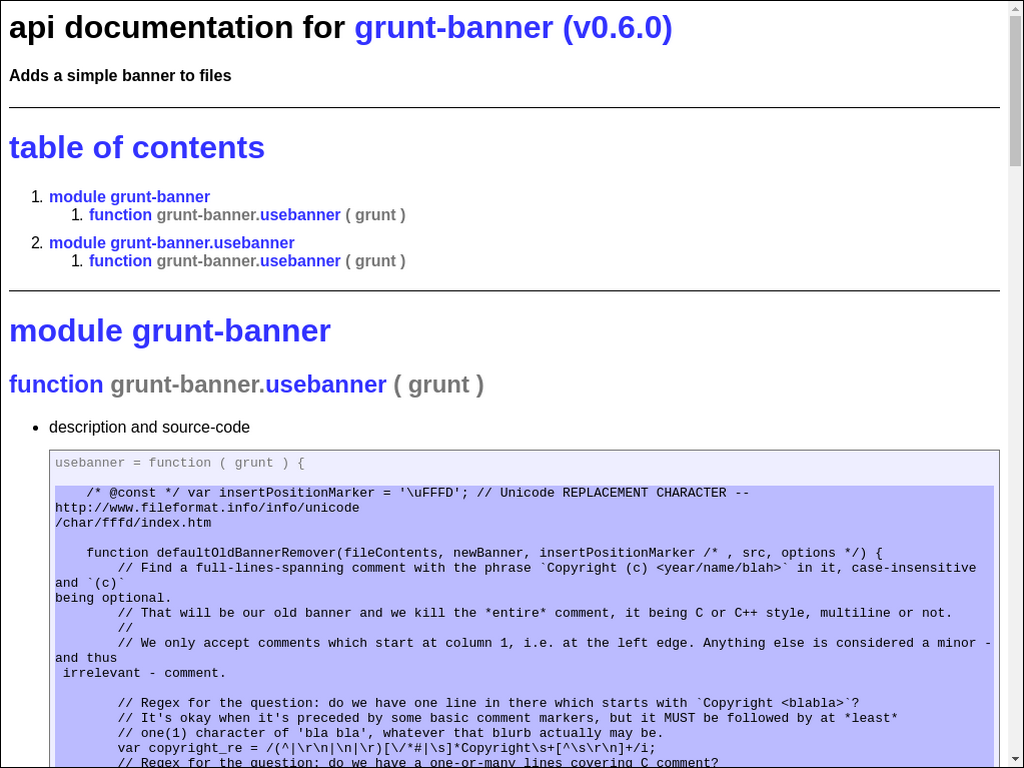 api documentation for grunt-banner (v0.6.0)
Adds a simple banner to files
table of contents
1. module grunt-banner
1. function grunt-banner.usebanner ( grunt )
2. module grunt-banner.usebanner
1. function grunt-banner.usebanner ( grunt )
module grunt-banner
function grunt-banner.usebanner ( grunt )
• description and source-code
usebanner = function ( grunt ) {
/* @const */ var insertPositionMarker = '\uFFFD'; // Unicode REPLACEMENT CHARACTER --
http://www.fileformat.info/info/unicode
/char/fffd/index.htm
function defaultOldBannerRemover(fileContents, newBanner, insertPositionMarker /* , src, options */) {
// Find a full-lines-spanning comment with the phrase `Copyright (c) <year/name/blah>` in it, case-insensitive
and `(c)`
being optional.
// That will be our old banner and we kill the *entire* comment, it being C or C++ style, multiline or not.
//
// We only accept comments which start at column 1, i.e. at the left edge. Anything else is considered a minor -
and thus
irrelevant - comment.
// Regex for the question: do we have one line in there which starts with `Copyright <blabla>`?
// It's okay when it's preceded by some basic comment markers, but it MUST be followed by at *least*
// one(1) character of 'bla bla', whatever that blurb actually may be.
var copyright_re = /(^|\r\n|\n|\r)[\/*#|\s]*Copyright\s+[^\s\r\n]+/i;
// Regex for the question: do we have a one-or-many lines covering C comment?